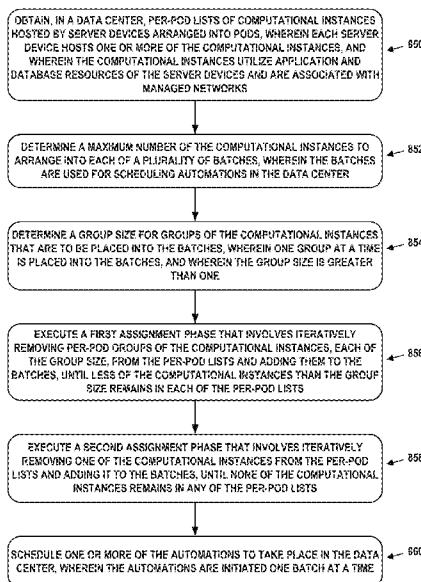 OBTAIN, IN A DATA CENTER, PER-POD LISTS OF COMPUTATIONAL INSTANCES
HOSTED BY SERVER DEVICES ARRANGED INTO PODS, WHEREIN EACH SERVER
DEVICE HOSTS ONE OR MORE OF THE COMPUTATIONAL INSTANCES, AND
WHEREIN THE COMPUTATIONAL INSTANCES UTILIZE APPLICATION AND
DATABASE RESOURCES OF THE SERVER DEVICES AND ARE ASSOCIATED WITH
MANAGED NETWORKS
850
DETERMINE A MAXIMUM NUMBER OF THE COMPUTATIONAL INSTANCES TO
ARRANGE INTO EACH OF A PLURALITY OF BATCHES, WHEREIN THE BATCHES
ARE USED FOR SCHEDULING AUTOMATIONS IN THE DATA CENTER
852
DETERMINE A GROUP SIZE FOR GROUPS OF THE COMPUTATIONAL INSTANCES
THAT ARE TO BE PLACED INTO THE BATCHES, WHEREIN ONE GROUP AT A TIME
IS PLACED INTO THE BATCHES, AND WHEREIN THE GROUP SIZE IS GREATER
THAN ONE
854
EXECUTE A FIRST ASSIGNMENT PHASE THAT INVOLVES ITERATIVELY
REMOVING PER-POD GROUPS OF THE COMPUTATIONAL INSTANCES, EACH OF
THE GROUP SIZE, FROM THE PER-POD LISTS AND ADDING THEM TO THE
BATCHES, UNTIL LESS OF THE COMPUTATIONAL INSTANCES THAN THE GROUP
SIZE REMAINS IN EACH OF THE PER-POD LISTS
856
EXECUTE A SECOND ASSIGNMENT PHASE THAT INVOLVES ITERATIVELY
REMOVING ONE OF THE COMPUTATIONAL INSTANCES FROM THE PER-POD
LISTS AND ADDING IT TO THE BATCHES, UNTIL NONE OF THE COMPUTATIONAL
INSTANCES REMAINS IN ANY OF THE PER-POD LISTS
858
SCHEDULE ONE OR MORE OF THE AUTOMATIONS TO TAKE PLACE IN THE DATA
CENTER, WHEREIN THE AUTOMATIONS ARE INITIATED ONE BATCH AT A TIME
860